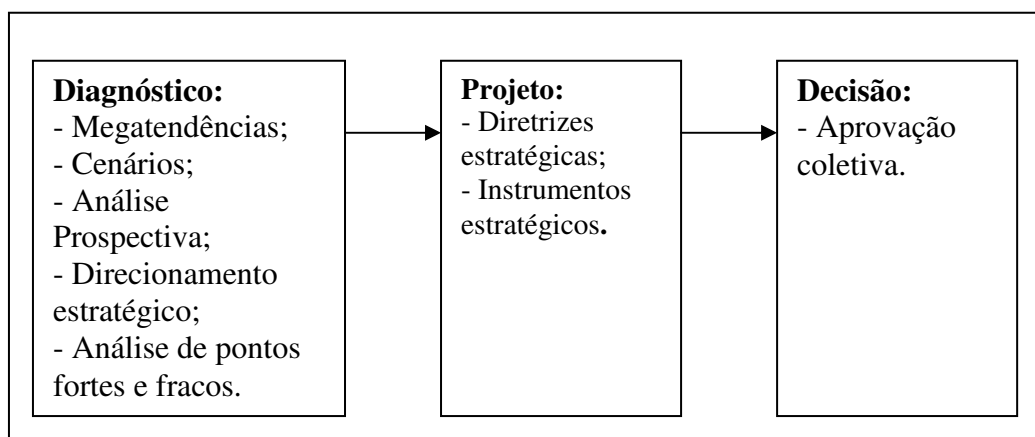 Diagnóstico:
- Megatendências;
- Cenários;
- Análise
Prospectiva;
- Direcionamento
estratégico;
- Análise de pontos
fortes e fracos.
Projeto:
- Diretrizes
estratégicas;
- Instrumentos
estratégicos.
Decisão:
- Aprovação
coletiva.